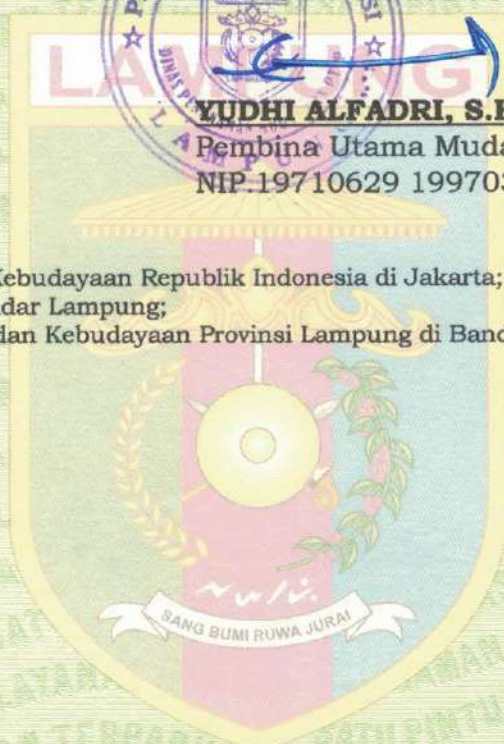 LAMPUNG
YUDHI ALFADRI, S.
Pembina Utama Muda
NIP.19710629 19970
Kebudayaan Republik Indonesia di Jakarta;
dar Lampung;
dan Kebudayaan Provinsi Lampung di Band
SANG BUMI RUWA JURAI